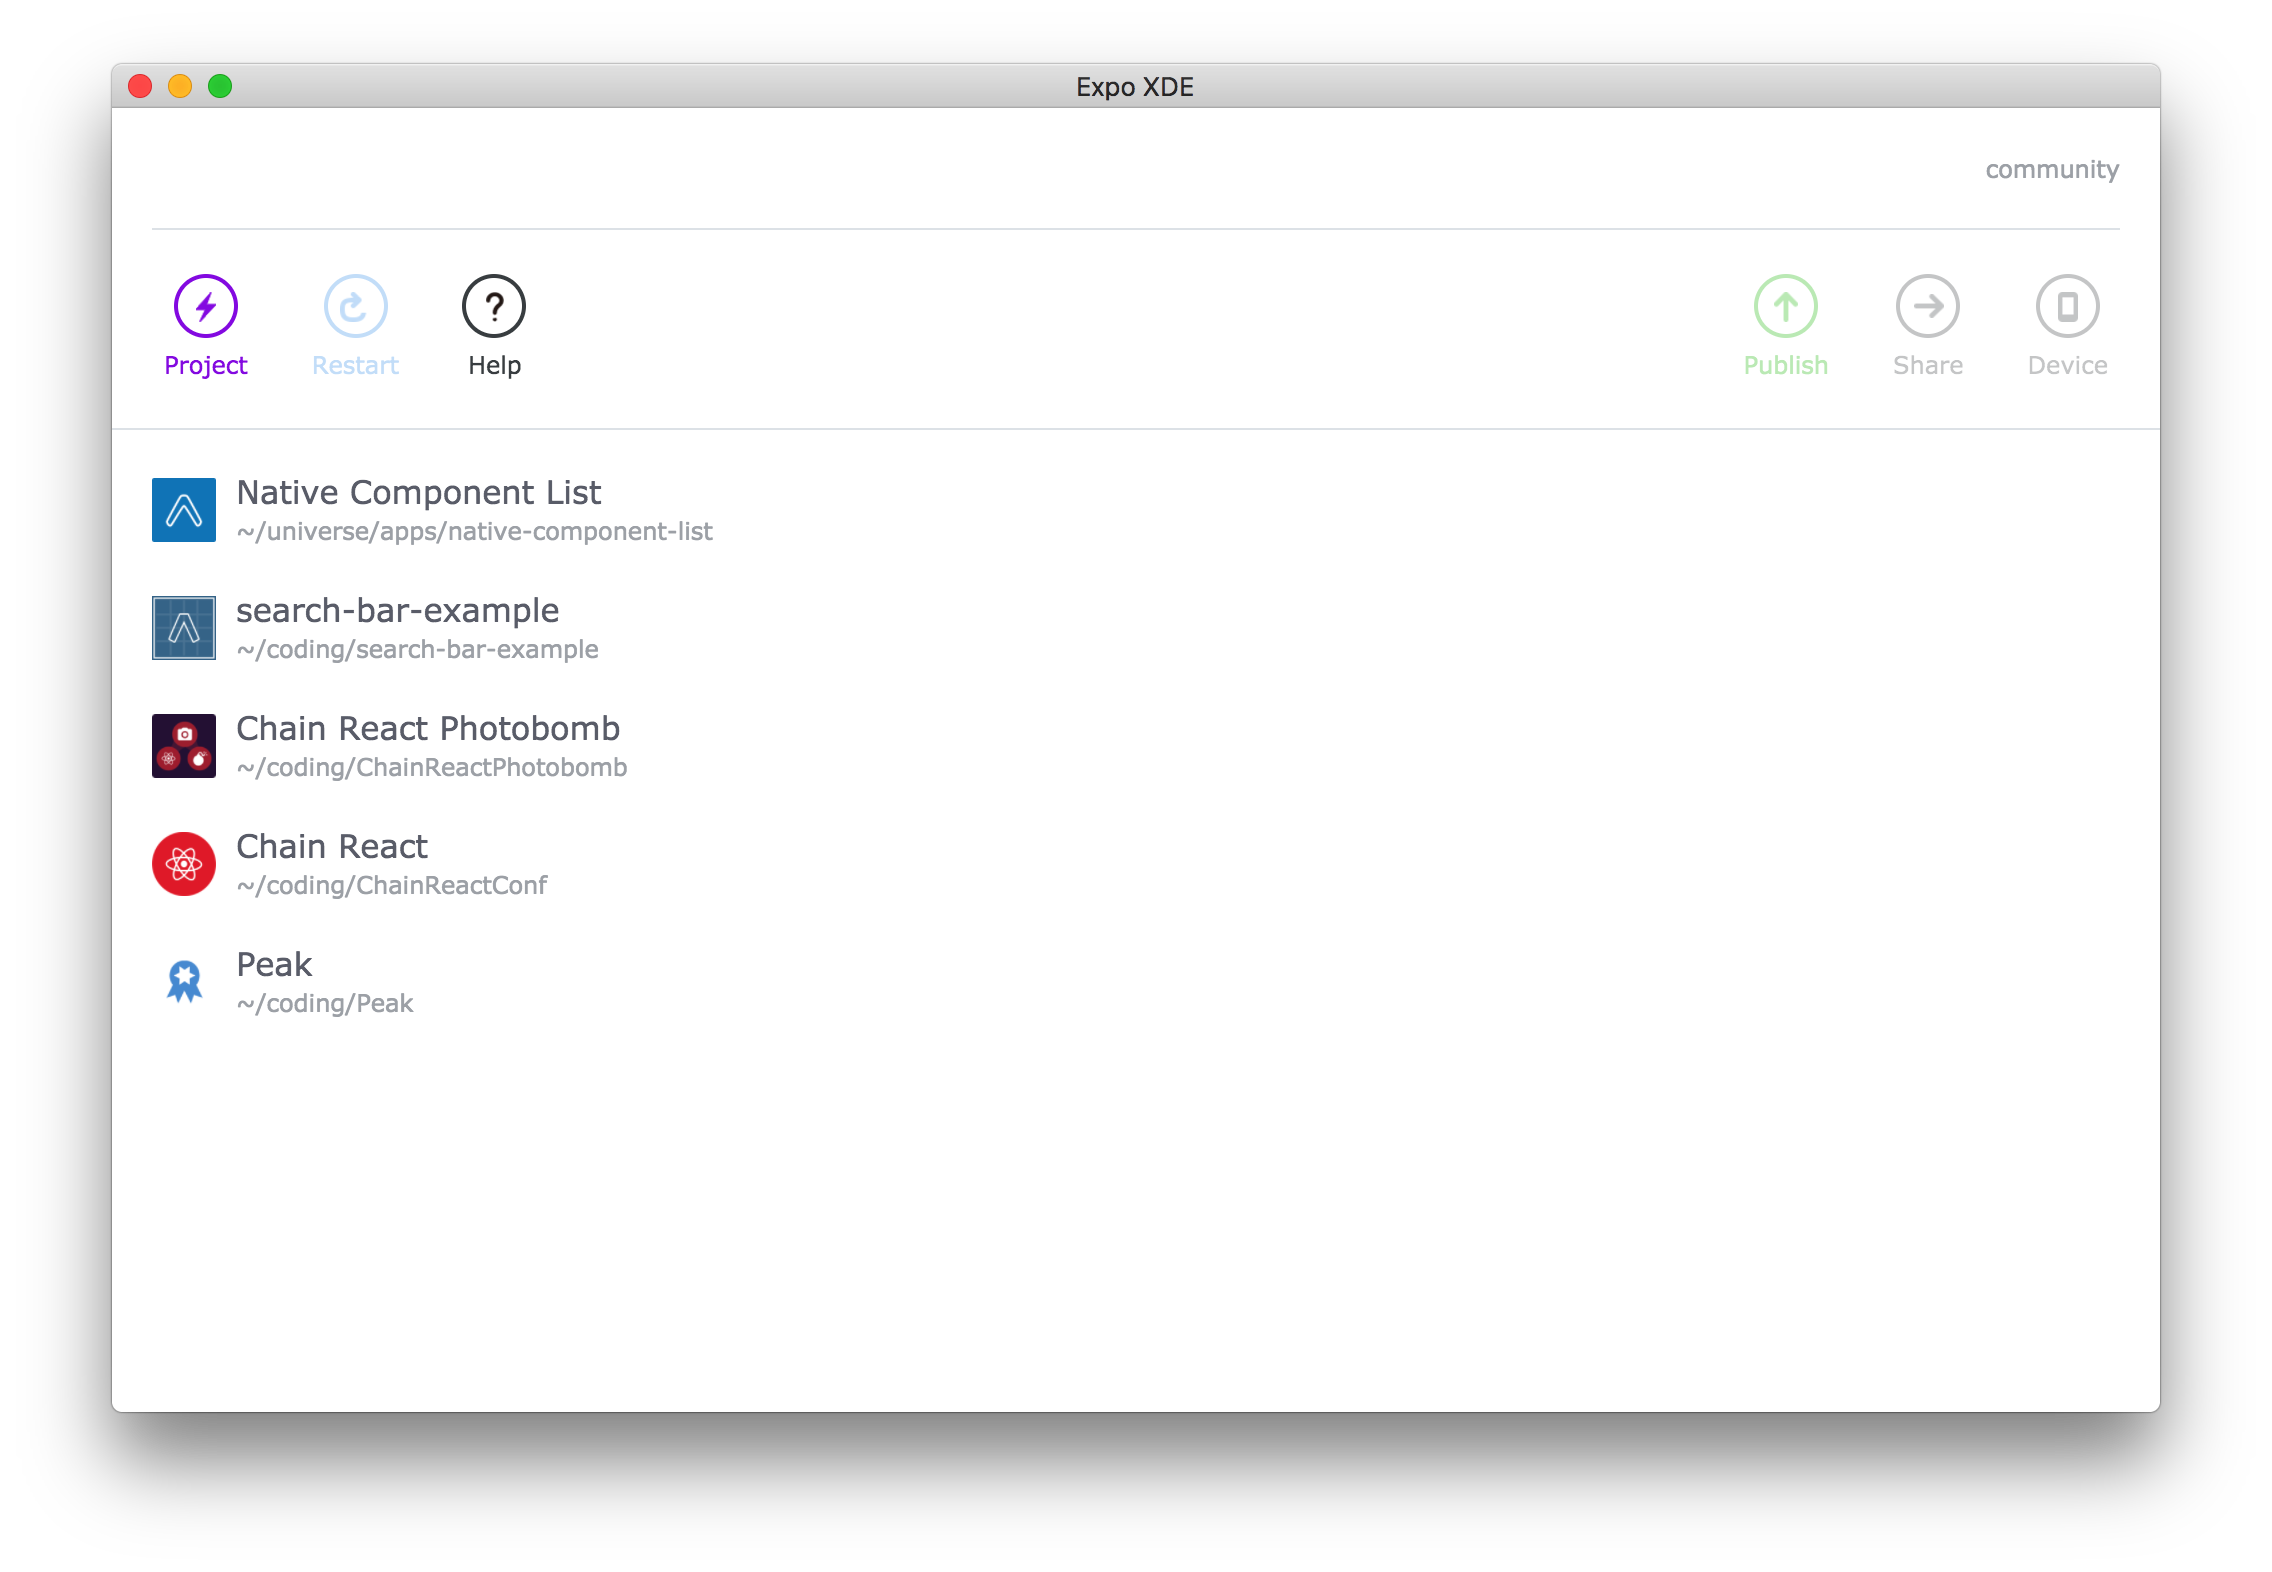 Expo XDE
community
Project
Restart
Help
Publish
Share
Device
Native Component List
~/universe/apps/native-component-list
search-bar-example
~/coding/search-bar-example
Chain React Photobomb
~/coding/ChainReactPhotobomb
Chain React
~/coding/ChainReactConf
Peak
~/coding/Peak